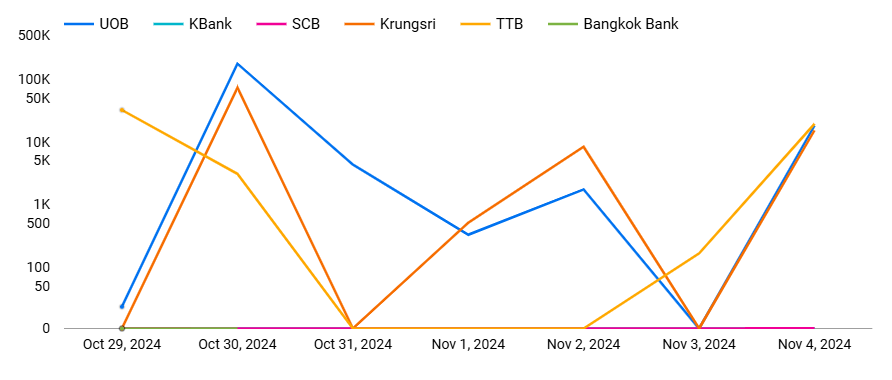 UOB KBank SCB Krungsri TTB Bangkok Bank
500K
100K
50K
10K
5K
1K
500
100
50
0
Oct 29, 2024 Oct 30, 2024 Oct 31, 2024 Nov 1, 2024 Nov 2, 2024 Nov 3, 2024 Nov 4, 2024